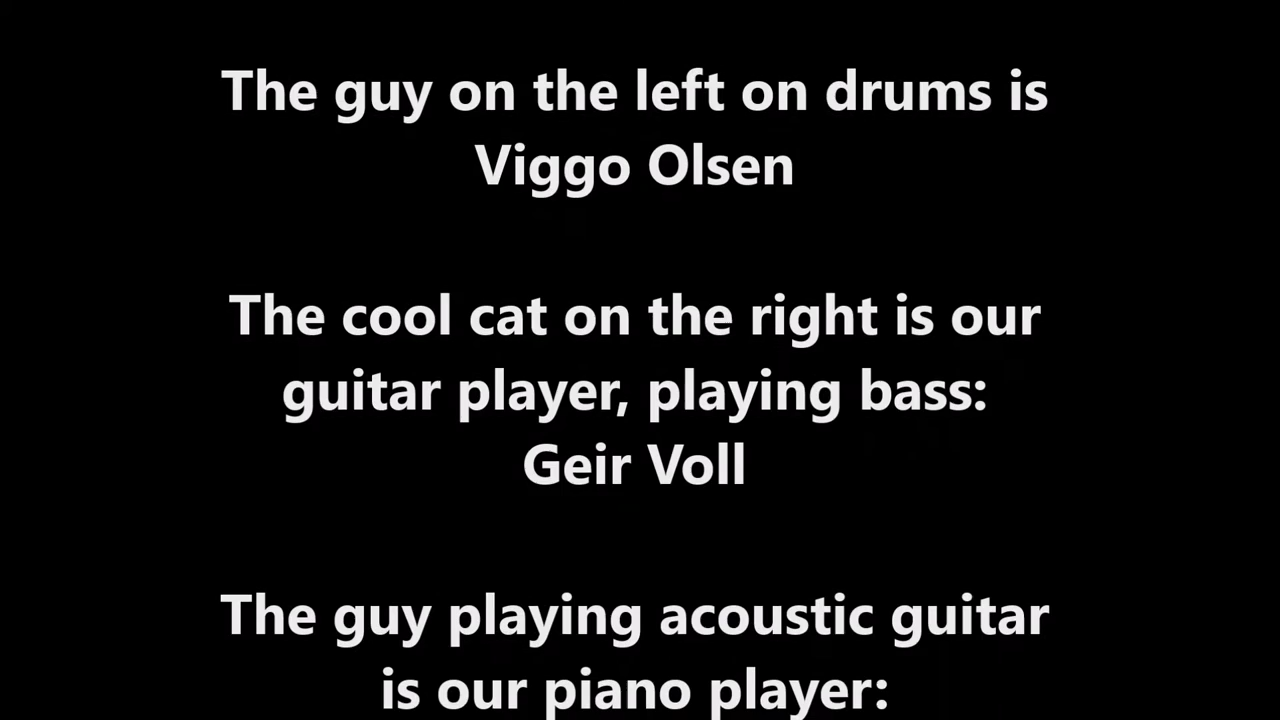 The guy on the left on drums is
Viggo Olsen
The cool cat on the right is our
guitar player, playing bass:
Geir Voll
The guy playing acoustic guitar
is our piano player: